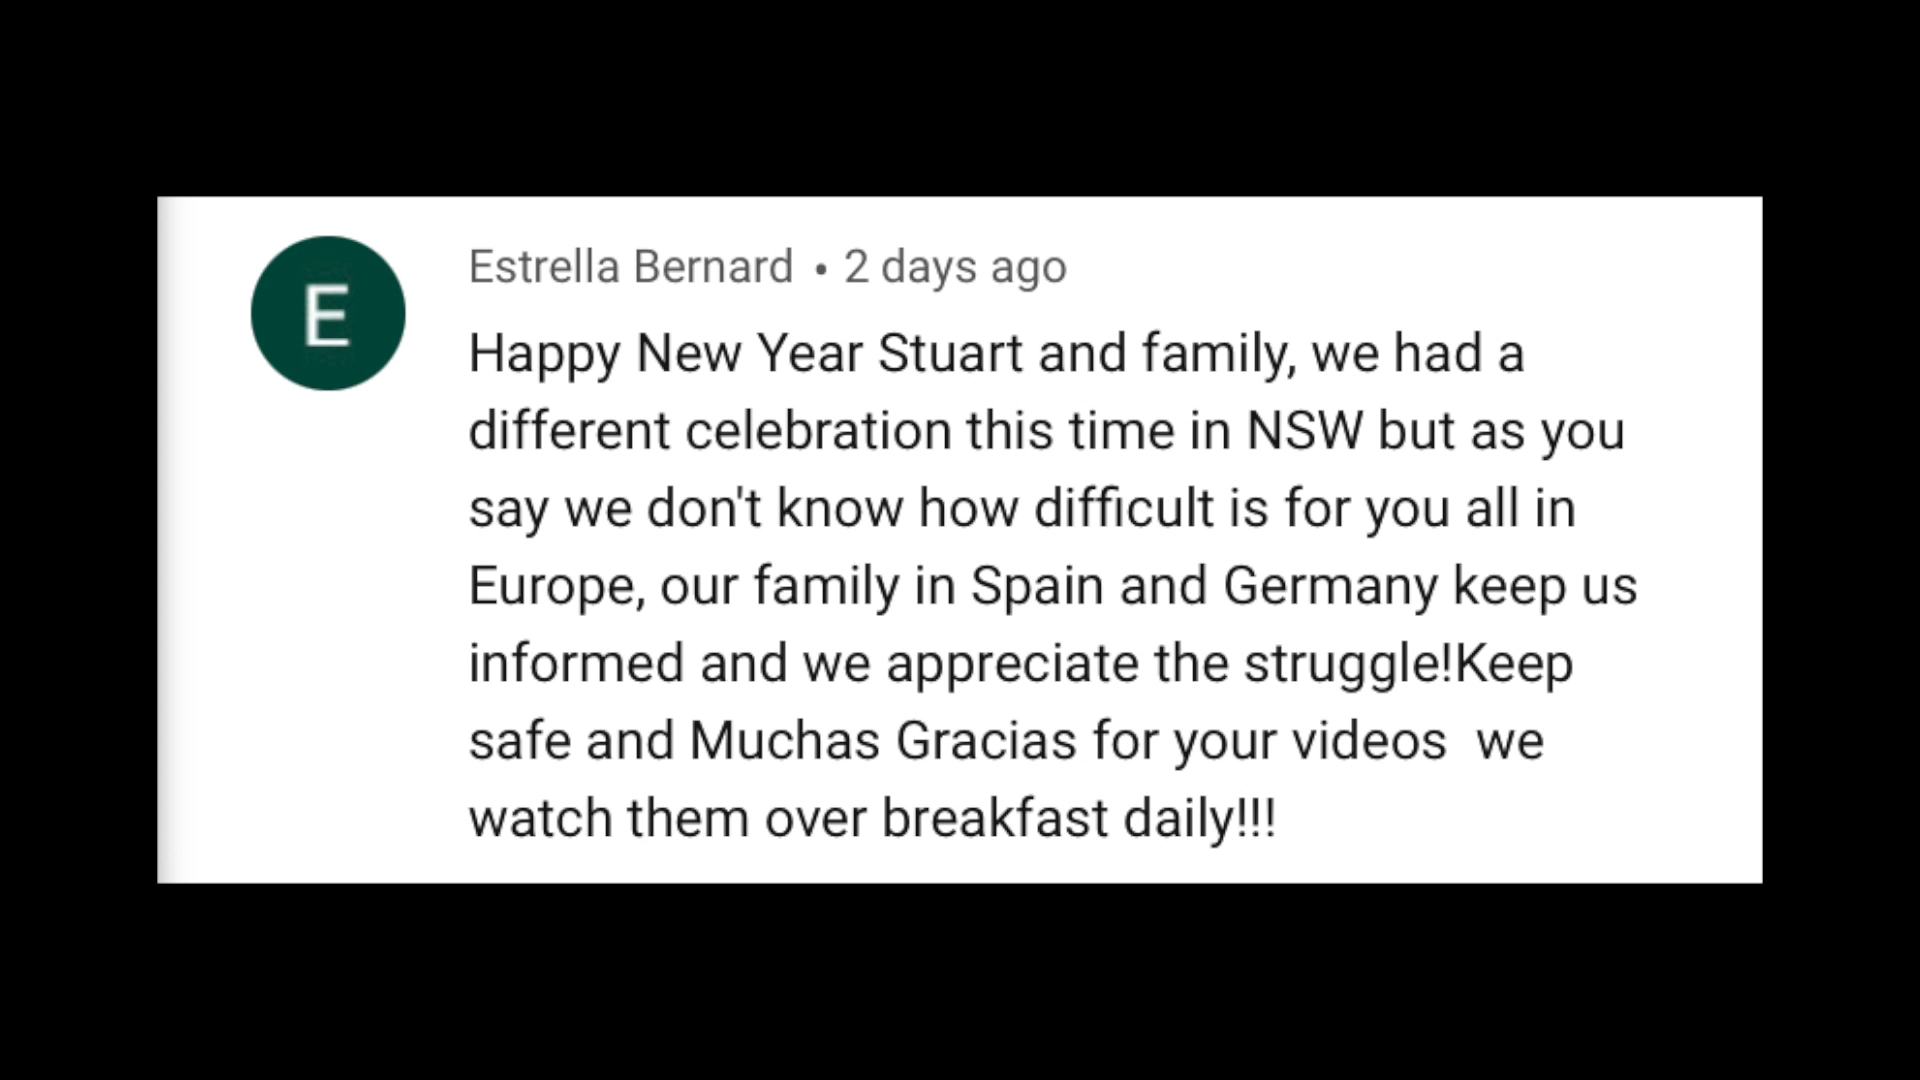 E
Estrella Bernard • 2 days ago
Happy New Year Stuart and family, we had a
different celebration this time in NSW but as you
say we don't know how difficult is for you all in
Europe, our family in Spain and Germany keep us
informed and we appreciate the struggle!Keep
safe and Muchas Gracias for your videos  we
watch them over breakfast daily!!!